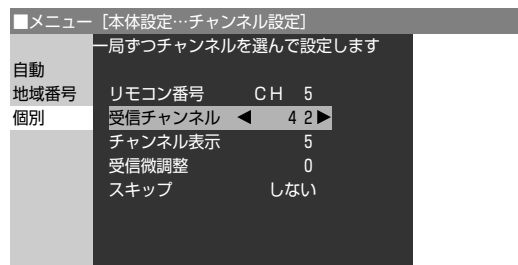 ■メニュー [本体設定…チャンネル設定]
一局ずつチャンネルを選んで設定します
自動
地域番号 リモコン番号 CH 5
個別 受信チャンネル ◀ 42▶
チャンネル表示 5
受信微調整 0
スキップ しない